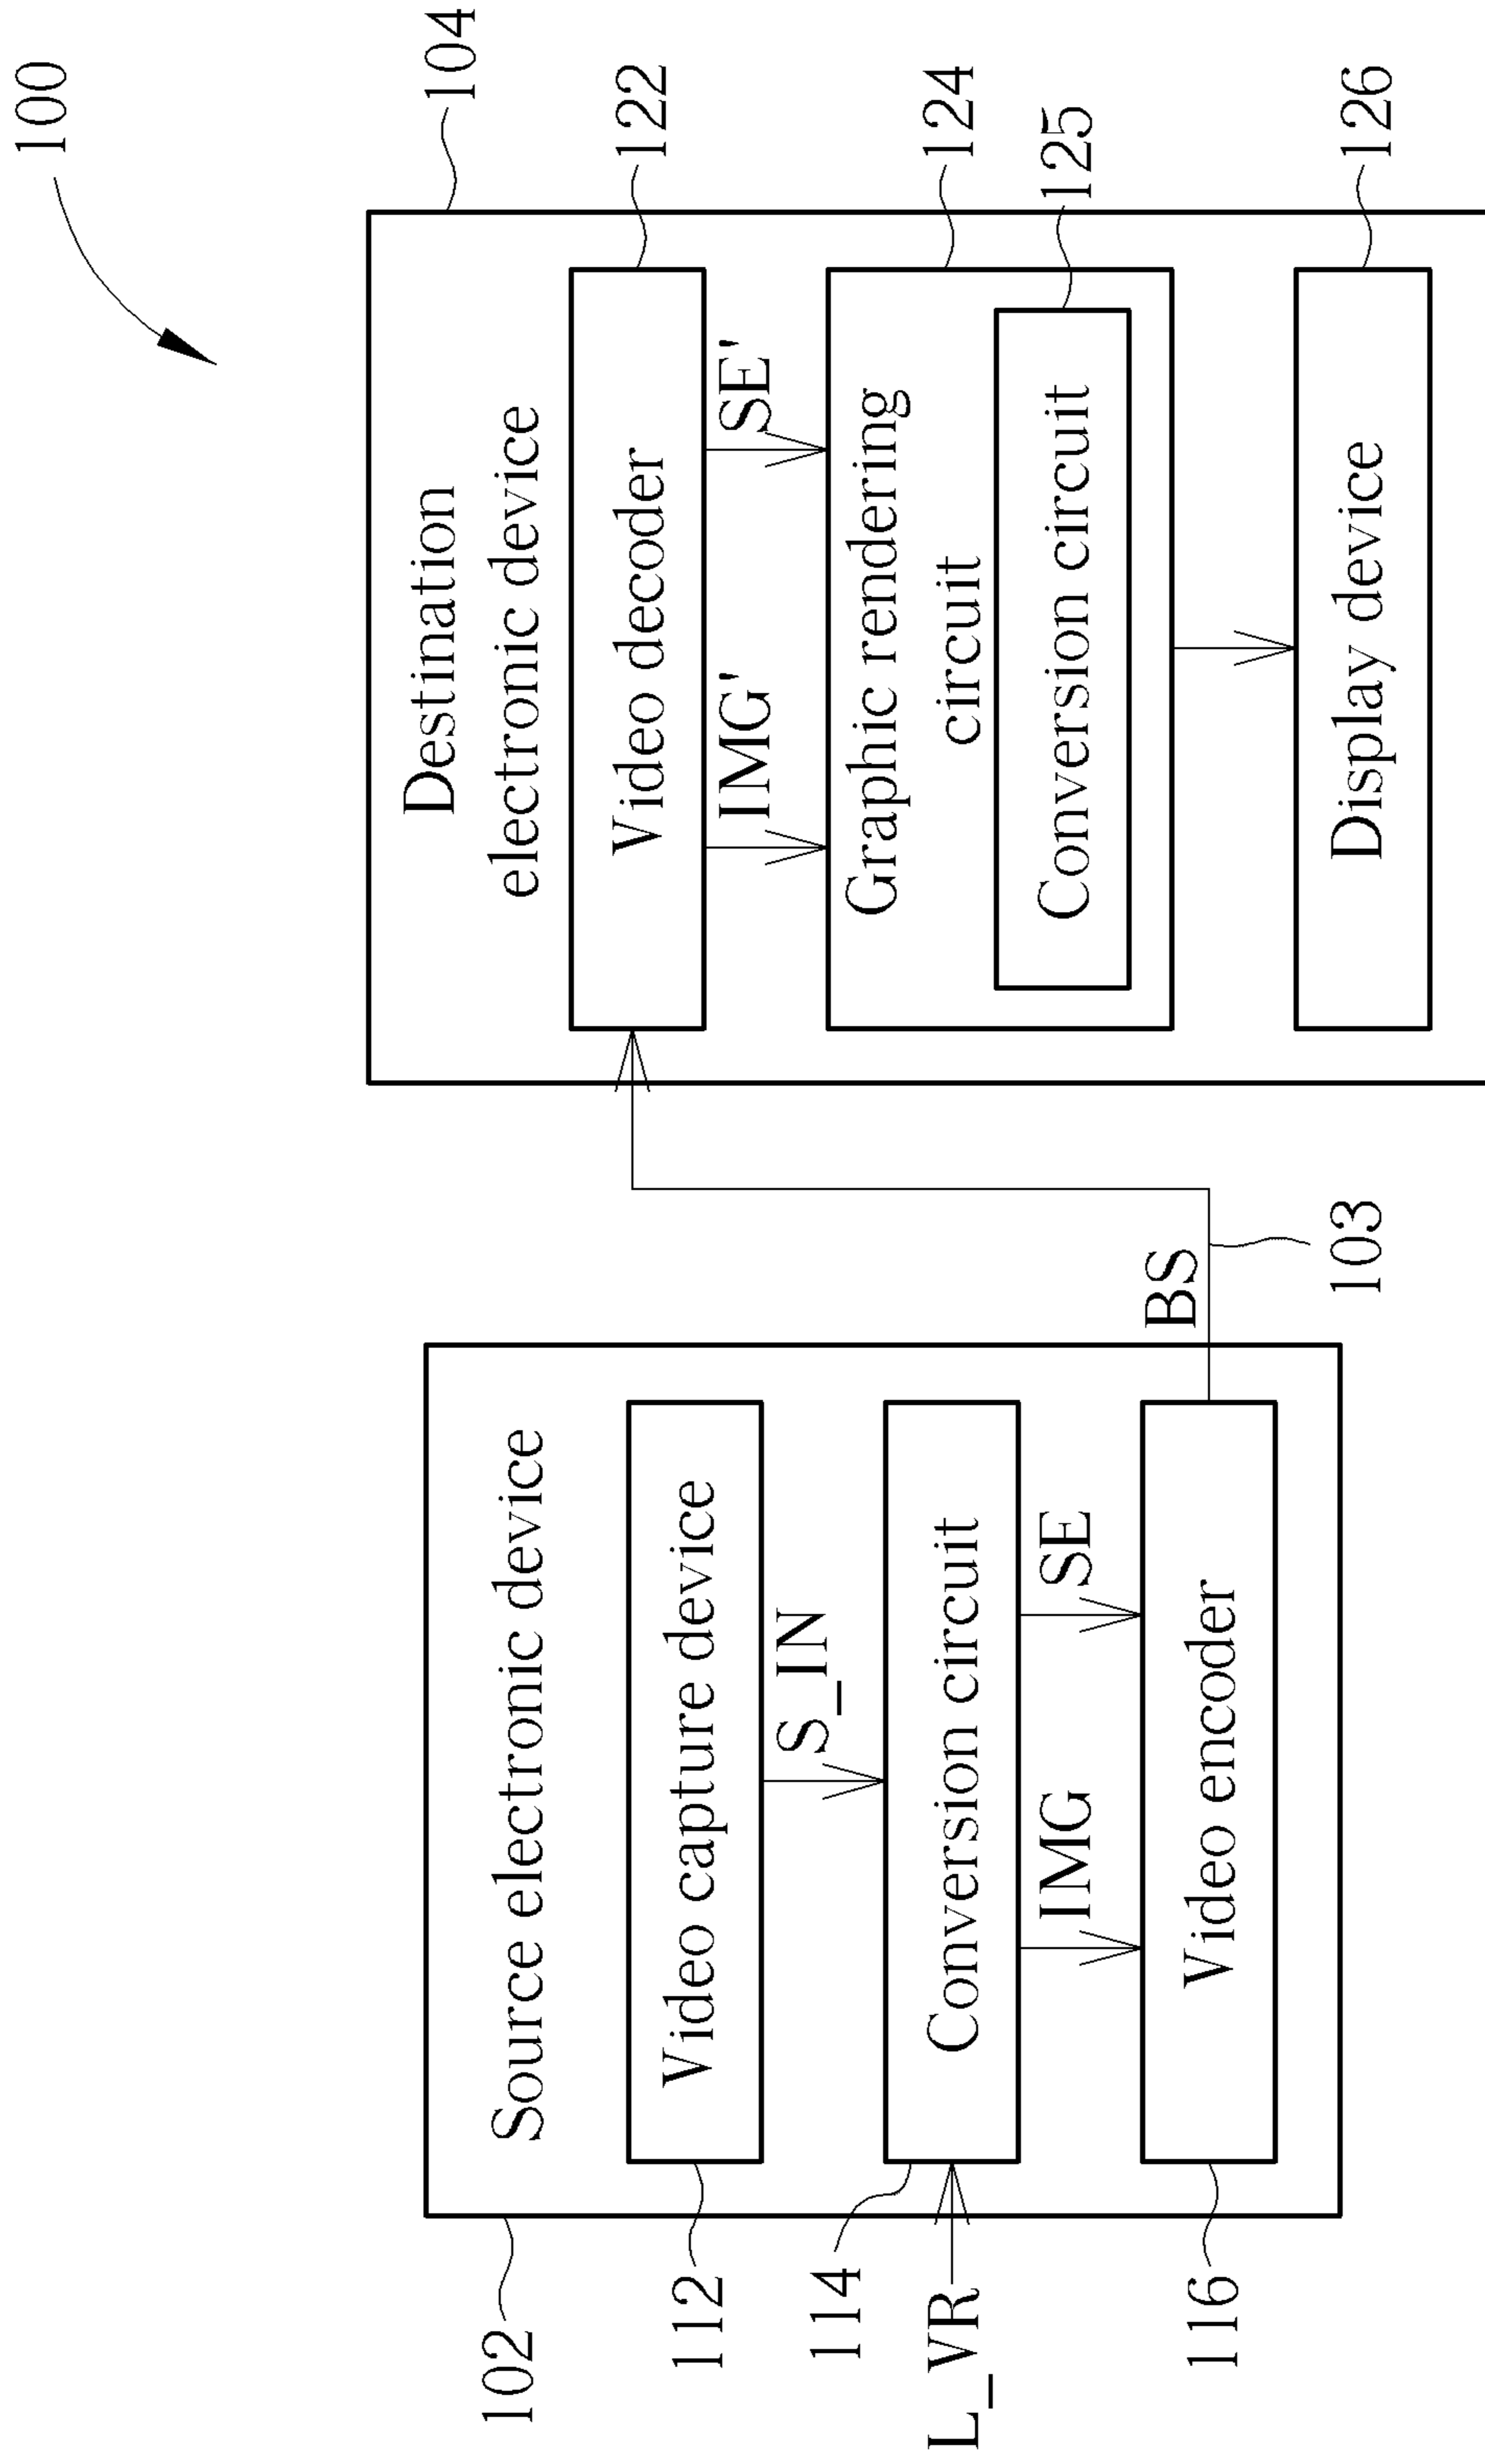 100
102
Source electronic device
112
Video capture device
S_IN
114
L_VR
Conversion circuit
IMG
SE
116
Video encoder
BS
103
104
Destination
electronic device
Video decoder
122
IMG'
SE'
Graphic rendering
circuit
124
Conversion circuit
125
Display device
126